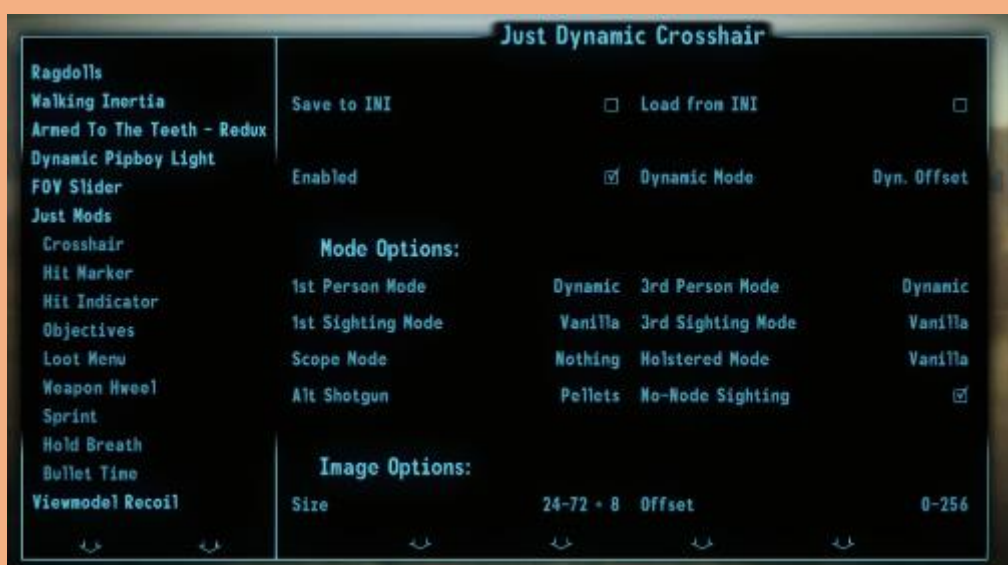 Just Dynamic Crosshair
Ragdolls
Walking Inertia
Armed To The Teeth - Redux
Dynamic Pipboy Light
FOV Slider
Just Mods
Crosshair
Hit Marker
Hit Indicator
Objectives
Loot Menu
Weapon Hweel
Sprint
Hold Breath
Bullet Time
Viewmodel Recoil
Save to INI Load from INI
Enabled Dynamic Mode Dyn. Offset
Mode Options:
1st Person Mode Dynamic 3rd Person Mode Dynamic
1st Sighting Mode Vanilla 3rd Sighting Mode Vanilla
Scope Mode Nothing Holstered Mode Vanilla
Alt Shotgun Pellets No-Node Sighting
Image Options:
Size 24-72 + 8 Offset 0-256